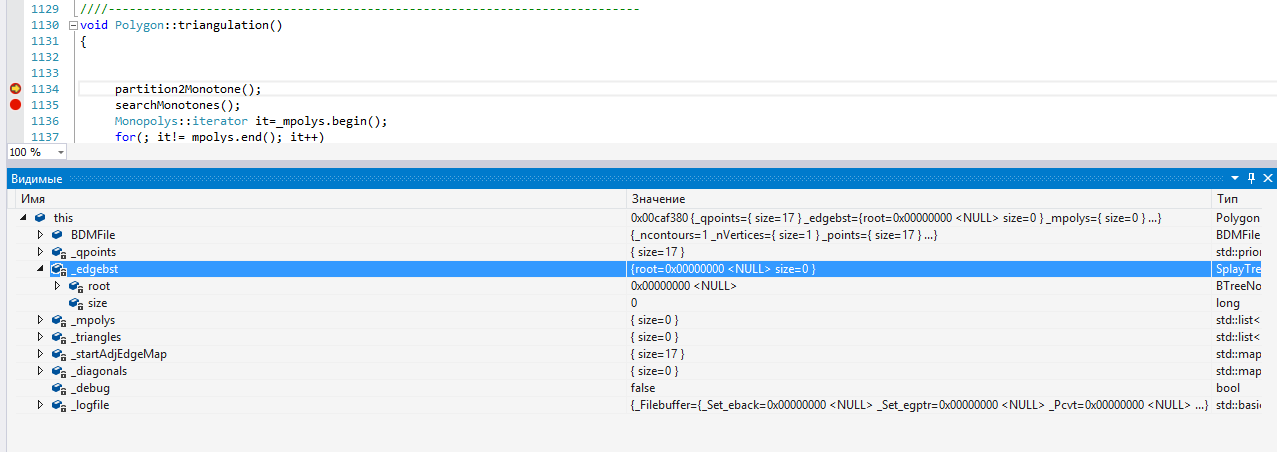 1129 ////----------------------------------------------------------------------------
1130 void Polygon::triangulation()
1131 {
1132
1133
1134 partition2Monotone();
1135 searchMonotones();
1136 Monopolys::iterator it=_mpolys.begin();
1137 for(; it!=_mpolys.end(); it++)
100 %
Видимые
Имя Значение Тип
this 0x00caf380 {_qpoints={ size=17 } _edgebst={root=0x00000000 <NULL> size=0 } _mpolys={ size=0 } ...} Polygon
BDMFile {_ncontours=1 _nVertices={ size=1 } _points={ size=17 } ...} BDMFile
_qpoints { size=17 } std::prior
_edgebst {root=0x00000000 <NULL> size=0 } SplayTre
root 0x00000000 <NULL> BTreeNo
size 0 long
_mpolys { size=0 } std::list<
_triangles { size=0 } std::list<
_startAdjEdgeMap { size=17 } std::map
_diagonals { size=0 } std::map
_debug false bool
_logfile {_Filebuffer={_Set_eback=0x00000000 <NULL> _Set_egptr=0x00000000 <NULL> _Pcvt=0x00000000 <NULL> ...} std::basic